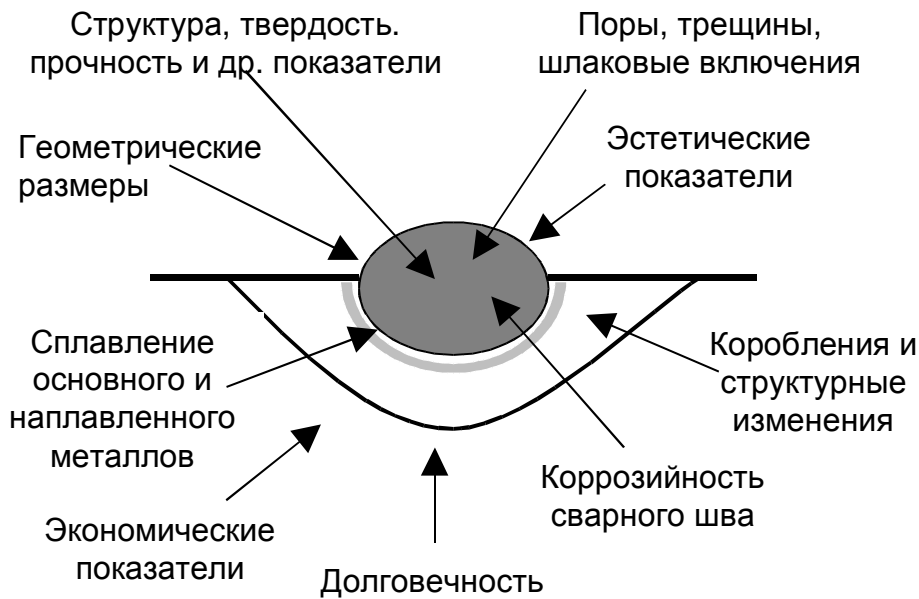 Структура, твердость.
прочность и др. показатели
Поры, трещины,
шлаковые включения
Геометрические
размеры
Эстетические
показатели
Сплавление
основного и
наплавленного
металлов
Коробления и
структурные
изменения
Коррозийность
сварного шва
Экономические
показатели
Долговечность